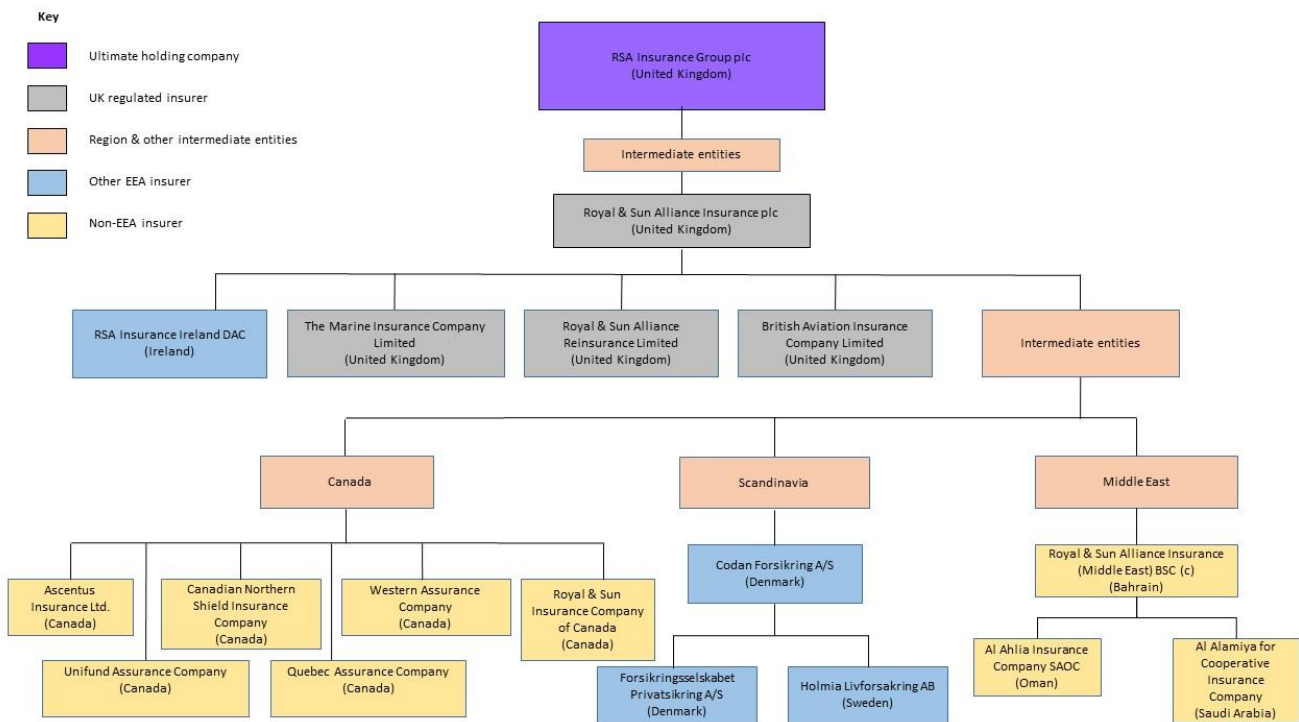 Key
Ultimate holding company
UK regulated insurer
Region & other intermediate entities
Other EEA insurer
Non-EEA insurer
RSA Insurance Group plc
(United Kingdom)
Intermediate entities
Royal & Sun Alliance Insurance plc
(United Kingdom)
RSA Insurance Ireland DAC
(Ireland)
The Marine Insurance Company
Limited
(United Kingdom)
Royal & Sun Alliance
Reinsurance Limited
(United Kingdom)
British Aviation Insurance
Company Limited
(United Kingdom)
Intermediate entities
Canada
Scandinavia
Middle East
Ascentus
Insurance Ltd.
(Canada)
Canadian Northern
Shield Insurance
Company
(Canada)
Western Assurance
Company
(Canada)
Royal & Sun
Insurance Company
of Canada
(Canada)
Unifund Assurance Company
(Canada)
Quebec Assurance Company
(Canada)
Codan Forsikring A/S
(Denmark)
Forsikringsselskabet
Privatsikring A/S
(Denmark)
Holmia Livforsakring AB
(Sweden)
Royal & Sun Alliance Insurance
(Middle East) BSC (c)
(Bahrain)
Al Ahlia Insurance
Company SAOC
(Oman)
Al Alamiya for
Cooperative
Insurance
Company
(Saudi Arabia)